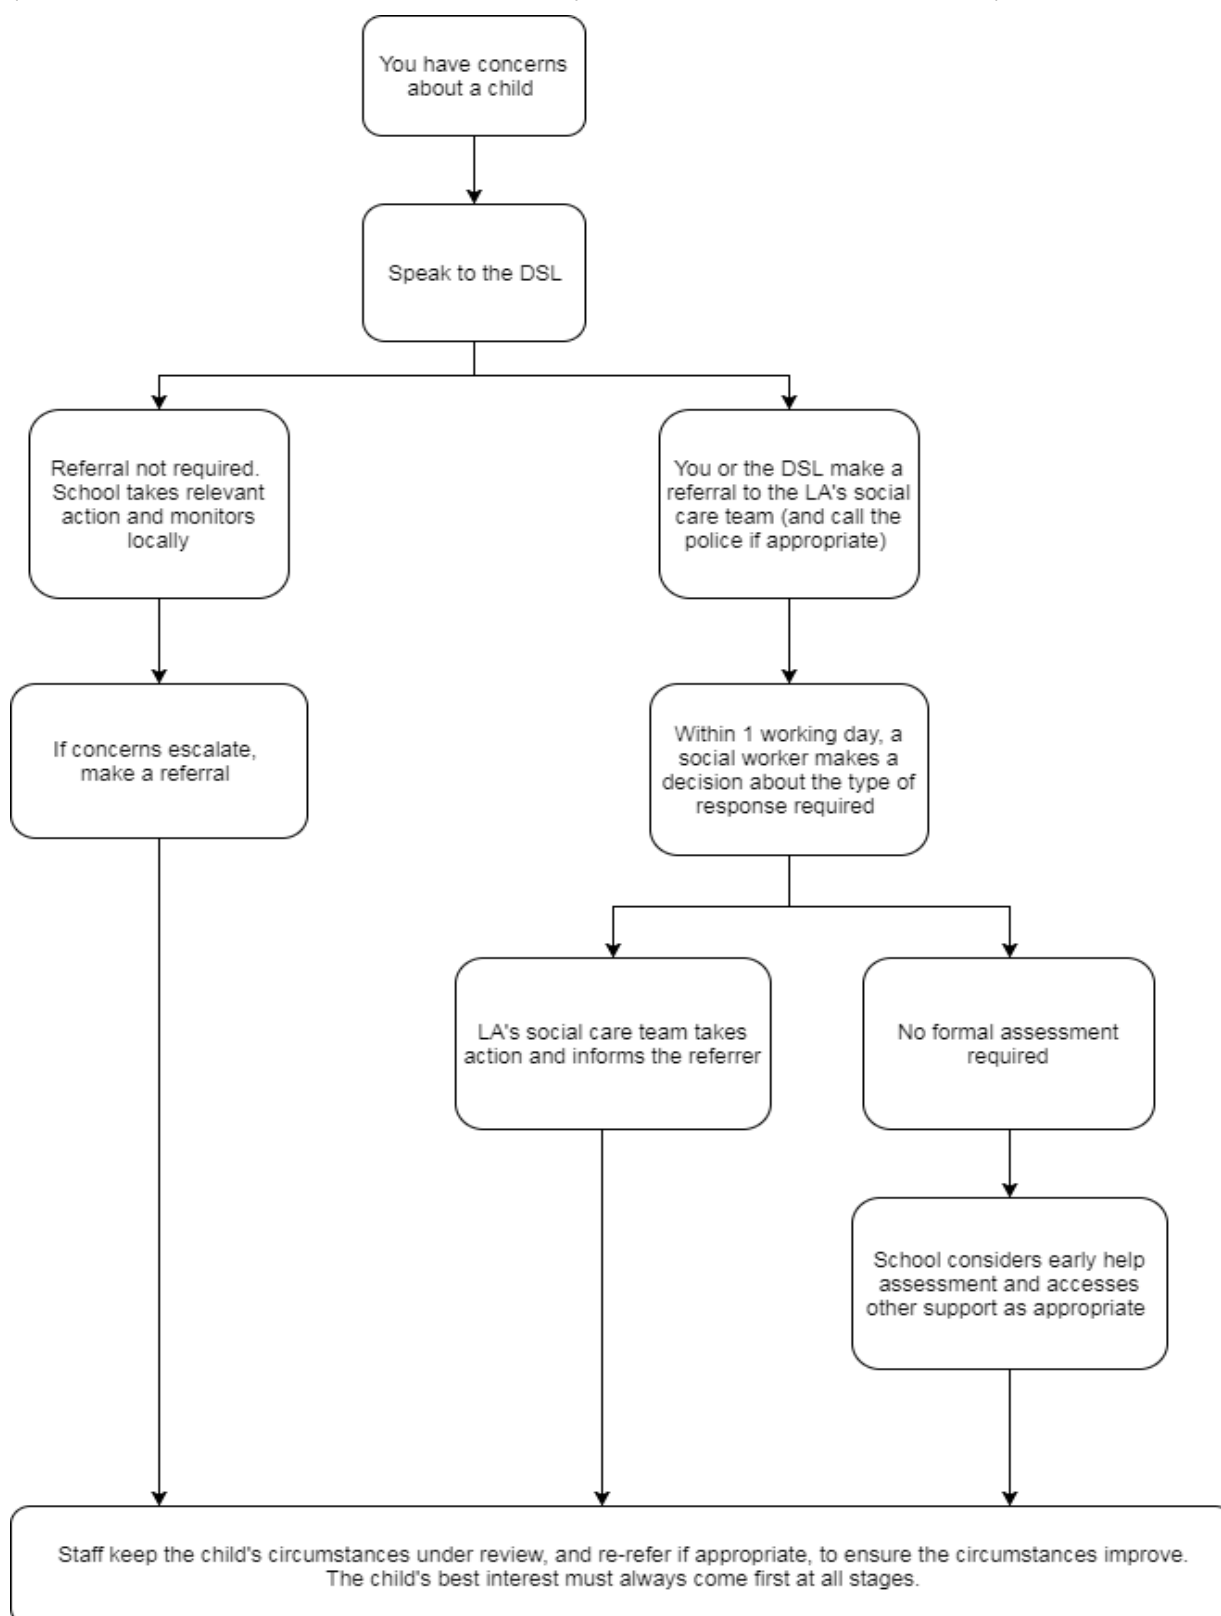 You have concerns
about a child
Speak to the DSL
Referral not required.
School takes relevant
action and monitors
locally
You or the DSL make a
referral to the LA's social
care team (and call the
police if appropriate)
If concerns escalate,
make a referral
Within 1 working day, a
social worker makes a
decision about the type of
response required
LA's social care team takes
action and informs the referrer
No formal assessment
required
School considers early help
assessment and accesses
other support as appropriate
Staff keep the child's circumstances under review, and re-refer if appropriate, to ensure the circumstances improve.
The child's best interest must always come first at all stages.